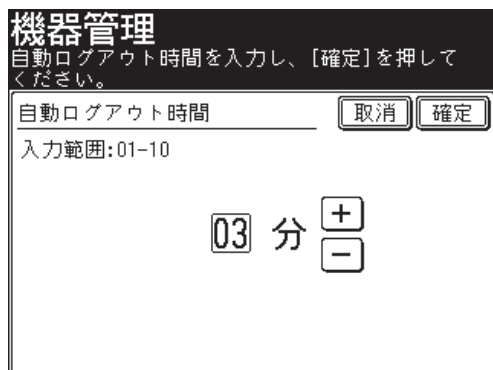 機器管理
自動ログアウト時間を入力し、[確定]を押して
ください。
自動ログアウト時間 取消 確定
入力範囲:01-10
03 分 +
-